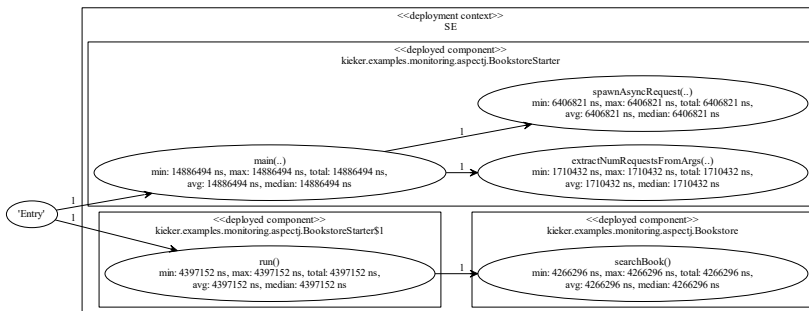 <<deployment context>>
SE
<<deployed component>>
kieker.examples.monitoring.aspectj.BookstoreStarter
spawnAsyncRequest(..)
min: 6406821 ns, max: 6406821 ns, total: 6406821 ns,
avg: 6406821 ns, median: 6406821 ns
1
main(..)
min: 14886494 ns, max: 14886494 ns, total: 14886494 ns,
avg: 14886494 ns, median: 14886494 ns
1
extractNumRequestsFromArgs(..)
min: 1710432 ns, max: 1710432 ns, total: 1710432 ns,
avg: 1710432 ns, median: 1710432 ns
'Entry'
1
1
<<deployed component>>
kieker.examples.monitoring.aspectj.BookstoreStarter$1
run()
min: 4397152 ns, max: 4397152 ns, total: 4397152 ns,
avg: 4397152 ns, median: 4397152 ns
1
<<deployed component>>
kieker.examples.monitoring.aspectj.Bookstore
searchBook()
min: 4266296 ns, max: 4266296 ns, total: 4266296 ns,
avg: 4266296 ns, median: 4266296 ns